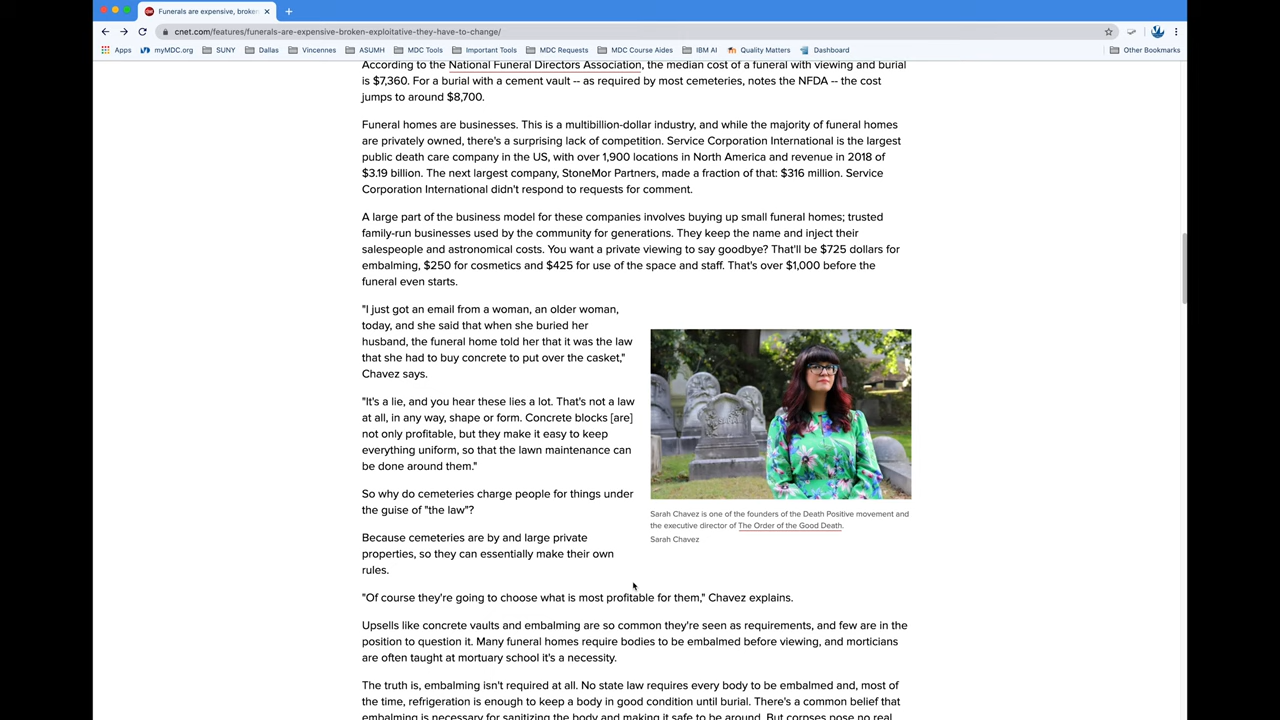 Funerals are expensive, broken
cnet.com/features/funerals-are-expensive-broken-exploitative-they-have-to-change/
Apps myMDC.org SUNY Dallas Vincennes ASUMH MDC Tools Important Tools MDC Requests MDC Course Aides IBM AI Quality Matters Dashboard Other Bookmarks
According to the National Funeral Directors Association, the median cost of a funeral with viewing and burial
is $7,360. For a burial with a cement vault -- as required by most cemeteries, notes the NFDA -- the cost
jumps to around $8,700.
Funeral homes are businesses. This is a multibillion-dollar industry, and while the majority of funeral homes
are privately owned, there's a surprising lack of competition. Service Corporation International is the largest
public death care company in the US, with over 1,900 locations in North America and revenue in 2018 of
$3.19 billion. The next largest company, StoneMor Partners, made a fraction of that: $316 million. Service
Corporation International didn't respond to requests for comment.
A large part of the business model for these companies involves buying up small funeral homes; trusted
family-run businesses used by the community for generations. They keep the name and inject their
salespeople and astronomical costs. You want a private viewing to say goodbye? That'll be $725 dollars for
embalming, $250 for cosmetics and $425 for use of the space and staff. That's over $1,000 before the
funeral even starts.
"I just got an email from a woman, an older woman,
today, and she said that when she buried her
husband, the funeral home told her that it was the law
that she had to buy concrete to put over the casket,"
Chavez says.
"It's a lie, and you hear these lies a lot. That's not a law
at all, in any way, shape or form. Concrete blocks [are]
not only profitable, but they make it easy to keep
everything uniform, so that the lawn maintenance can
be done around them."
So why do cemeteries charge people for things under
the guise of "the law"?
Because cemeteries are by and large private
properties, so they can essentially make their own
rules.
Sarah Chavez is one of the founders of the Death Positive movement and
the executive director of The Order of the Good Death.
Sarah Chavez
"Of course they're going to choose what is most profitable for them," Chavez explains.
Upsells like concrete vaults and embalming are so common they're seen as requirements, and few are in the
position to question it. Many funeral homes require bodies to be embalmed before viewing, and morticians
are often taught at mortuary school it's a necessity.
The truth is, embalming isn't required at all. No state law requires every body to be embalmed and, most of
the time, refrigeration is enough to keep a body in good condition until burial. There's a common belief that
embalming is necessary for sanitizing the body and making it safe to be around. But corpses pose no real